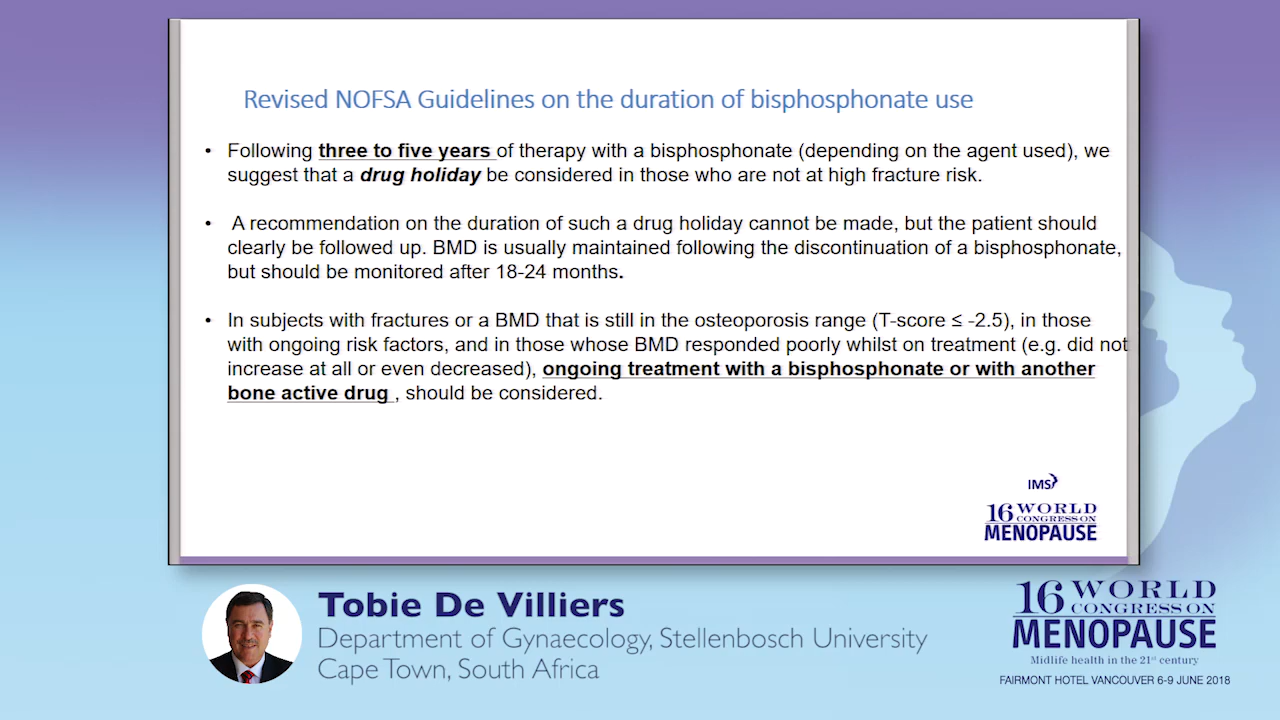 Revised NOFSA Guidelines on the duration of bisphosphonate use
• Following three to five years of therapy with a bisphosphonate (depending on the agent used), we
suggest that a drug holiday be considered in those who are not at high fracture risk.
• A recommendation on the duration of such a drug holiday cannot be made, but the patient should
clearly be followed up. BMD is usually maintained following the discontinuation of a bisphosphonate,
but should be monitored after 18-24 months.
• In subjects with fractures or a BMD that is still in the osteoporosis range (T-score ≤ -2.5), in those
with ongoing risk factors, and in those whose BMD responded poorly whilst on treatment (e.g. did not
increase at all or even decreased), ongoing treatment with a bisphosphonate or with another
bone active drug , should be considered.
IMS
16 WORLD
CONGRESS ON
MENOPAUSE
Tobie De Villiers
Department of Gynaecology, Stellenbosch University
Cape Town, South Africa
16 WORLD
CONGRESS ON
MENOPAUSE
Midlife health in the 21st century
FAIRMONT HOTEL VANCOUVER 6-9 JUNE 2018